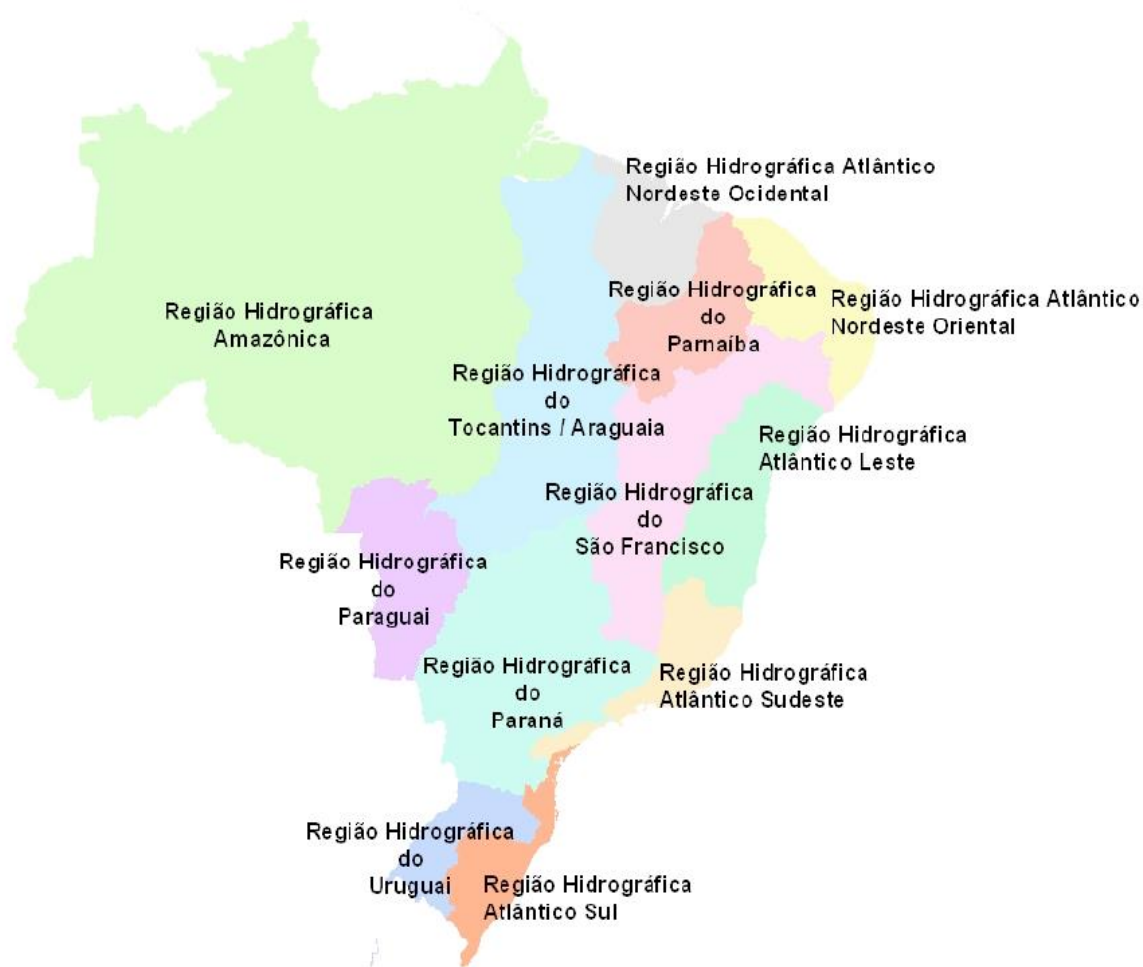 Região Hidrográfica Atlântico
Nordeste Ocidental
Região Hidrográfica
do
Parnaíba
Região Hidrográfica Atlântico
Nordeste Oriental
Região Hidrográfica
Amazônica
Região Hidrográfica
do
Tocantins / Araguaia
Região Hidrográfica
Atlântico Leste
Região Hidrográfica
do
São Francisco
Região Hidrográfica
do
Paraguai
Região Hidrográfica
do
Paraná
Região Hidrográfica
Atlântico Sudeste
Região Hidrográfica
do
Uruguai
Região Hidrográfica
Atlântico Sul